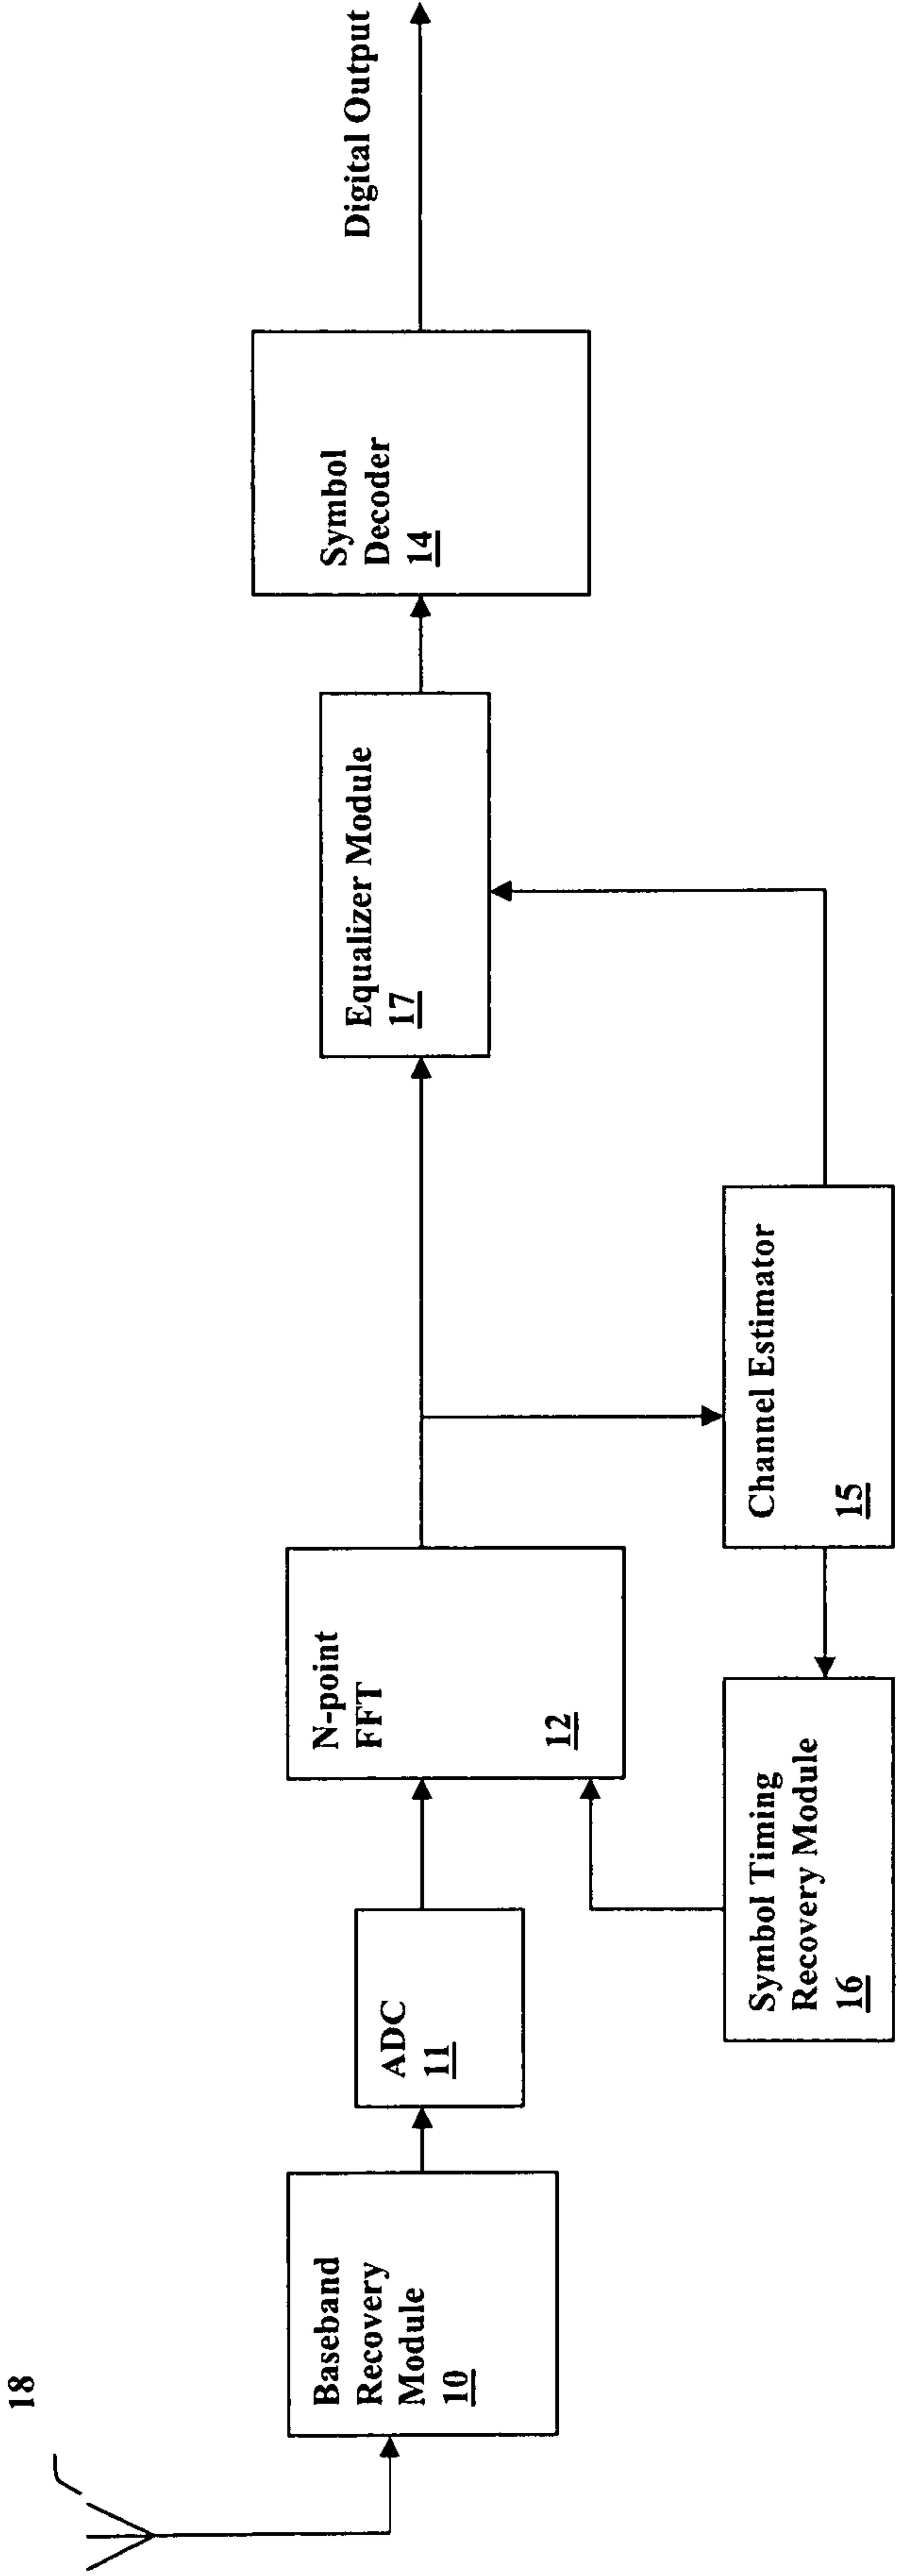 18
Baseband
Recovery
Module
10
ADC
11
N-point
FFT
12
Equalizer Module
17
Symbol
Decoder
14
Digital Output
Symbol Timing
Recovery Module
16
Channel Estimator
15